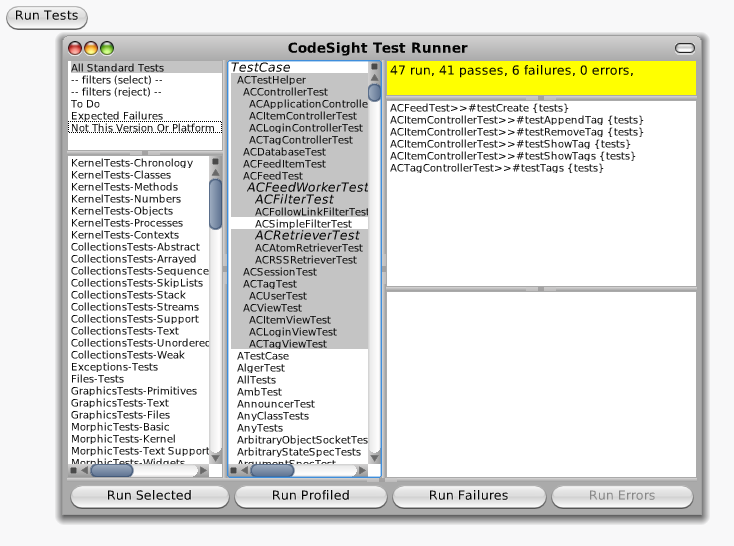 Run Tests
CodeSight Test Runner
All Standard Tests
-- filters (select) --
-- filters (reject) --
To Do
Expected Failures
Not This Version Or Platform
KernelTests-Chronology
KernelTests-Classes
KernelTests-Methods
KernelTests-Numbers
KernelTests-Objects
KernelTests-Processes
KernelTests-Contexts
CollectionsTests-Abstract
CollectionsTests-Arrayed
CollectionsTests-Sequence
CollectionsTests-SkipLists
CollectionsTests-Stack
CollectionsTests-Streams
CollectionsTests-Support
CollectionsTests-Text
CollectionsTests-Unordered
CollectionsTests-Weak
Exceptions-Tests
Files-Tests
GraphicsTests-Primitives
GraphicsTests-Text
GraphicsTests-Files
MorphicTests-Basic
MorphicTests-Kernel
MorphicTests-Text Support
MorphicTests-Widgets
TestCase
ACTestHelper
ACControllerTest
ACApplicationControlle
ACItemControllerTest
ACLoginControllerTest
ACTagControllerTest
ACDatabaseTest
ACFeedItemTest
ACFeedTest
ACFeedWorkerTest
ACFilterTest
ACFollowLinkFilterTest
ACSimpleFilterTest
ACRetrieverTest
ACAtomRetrieverTest
ACRSSRetrieverTest
ACSessionTest
ACTagTest
ACUserTest
ACViewTest
ACItemViewTest
ACLoginViewTest
ACTagViewTest
ATestCase
AlgerTest
AllTests
AmbTest
AnnouncerTest
AnyClassTests
AnyTests
ArbitraryObjectSocketTes
ArbitraryStateSpecTests
ArgumentSpecTest
47 run, 41 passes, 6 failures, 0 errors,
ACFeedTest>>#testCreate {tests}
ACItemControllerTest>>#testAppendTag {tests}
ACItemControllerTest>>#testRemoveTag {tests}
ACItemControllerTest>>#testShowTag {tests}
ACItemControllerTest>>#testShowTags {tests}
ACTagControllerTest>>#testTags {tests}
Run Selected
Run Profiled
Run Failures
Run Errors